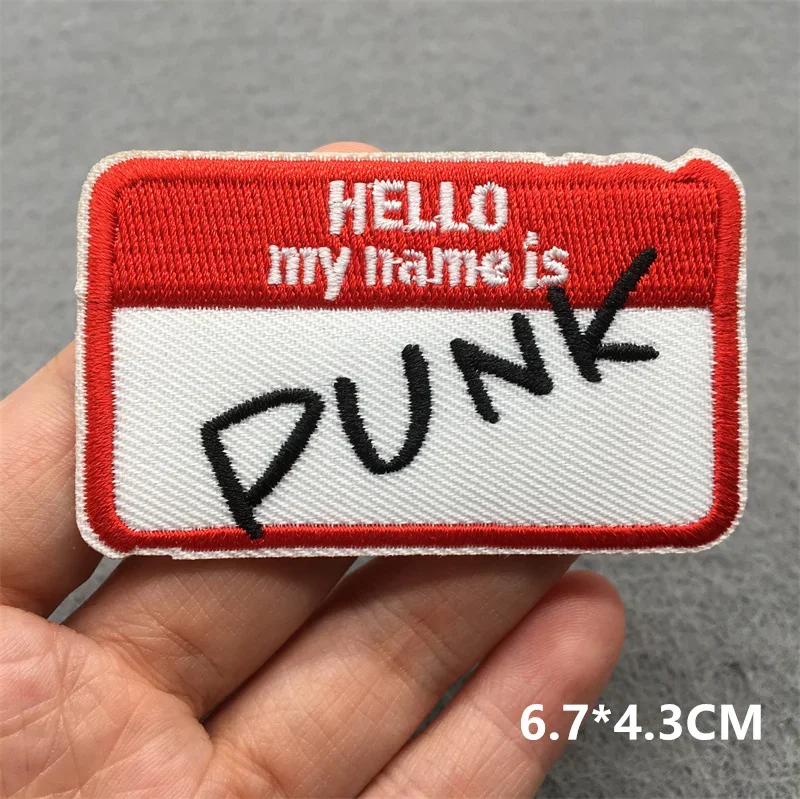 HELLO
my name is
PUNK
6.7*4.3CM